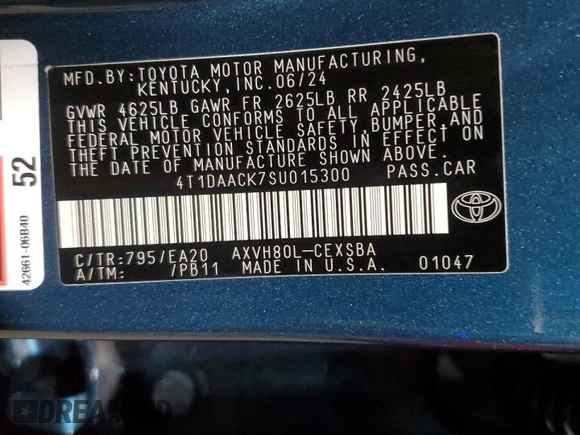 MFD.BY:TOYOTA MOTOR MANUFACTURING,
KENTUCKY,INC.06/24
GVWR 4625LB GAWR FR 2625LB RR 2425LB
THIS VEHICLE CONFORMS TO ALL APPLICABLE
FEDERAL MOTOR VEHICLE SAFETY,BUMPER,AND
THEFT PREVENTION STANDARDS IN EFFECT ON
THE DATE OF MANUFACTURE SHOWN ABOVE.
4T1DAACK7SU015300 PASS.CAR
C/TR:795/EA20 AXVH80L-CEXSBA
A/TM: /PB11 MADE IN U.S.A. 01047
52
42661-06B40